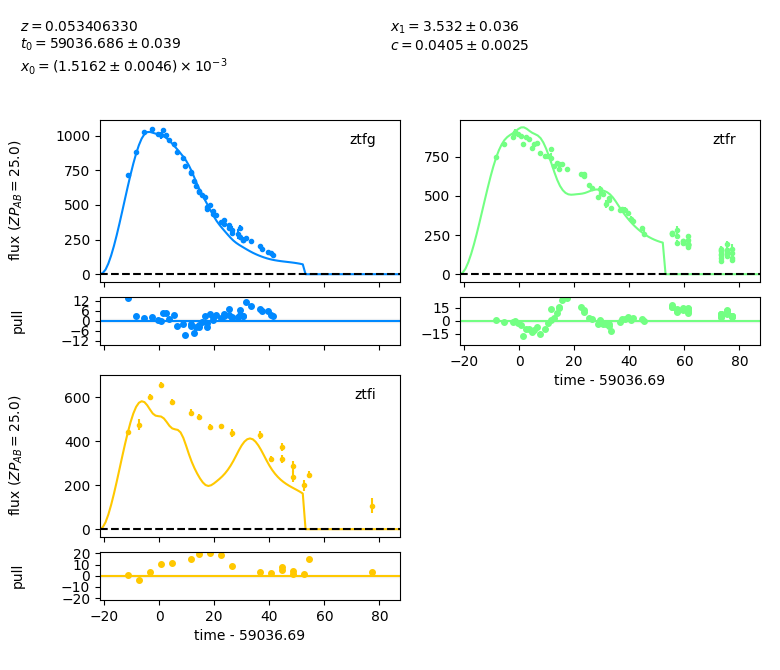 z = 0.053406330
t₀ = 59036.686 ± 0.039
x₀ = (1.5162 ± 0.0046) × 10⁻³
x₁ = 3.532 ± 0.036
c = 0.0405 ± 0.0025
flux (ZP_AB = 25.0)
1000
750
500
250
0
ztfg
pull
12
6
0
−6
−12
750
500
250
0
ztfr
15
0
−15
−20 0 20 40 60 80
time - 59036.69
flux (ZP_AB = 25.0)
600
400
200
0
ztfi
pull
20
10
0
−10
−20
−20 0 20 40 60 80
time - 59036.69